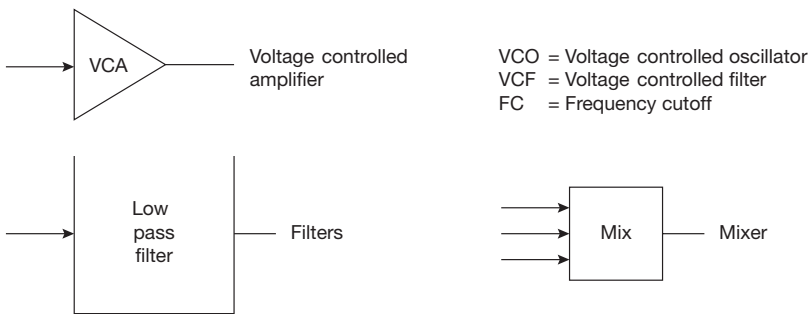 VCA
Voltage controlled
amplifier
VCO = Voltage controlled oscillator
VCF = Voltage controlled filter
FC = Frequency cutoff
Low
pass
filter
Filters
Mix
Mixer